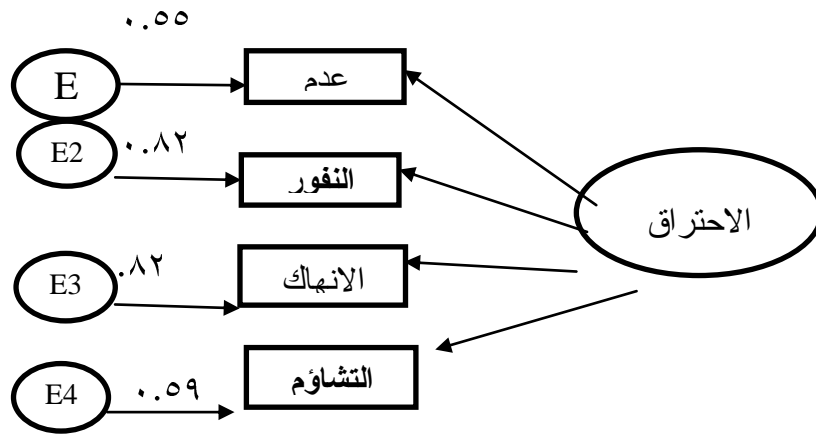 ٠.٥٥
E
عدم
E2
٠.٨٢
النفور
الاحتراق
E3
.٨٢
الانهاك
E4
٠.٥٩
التشاؤم